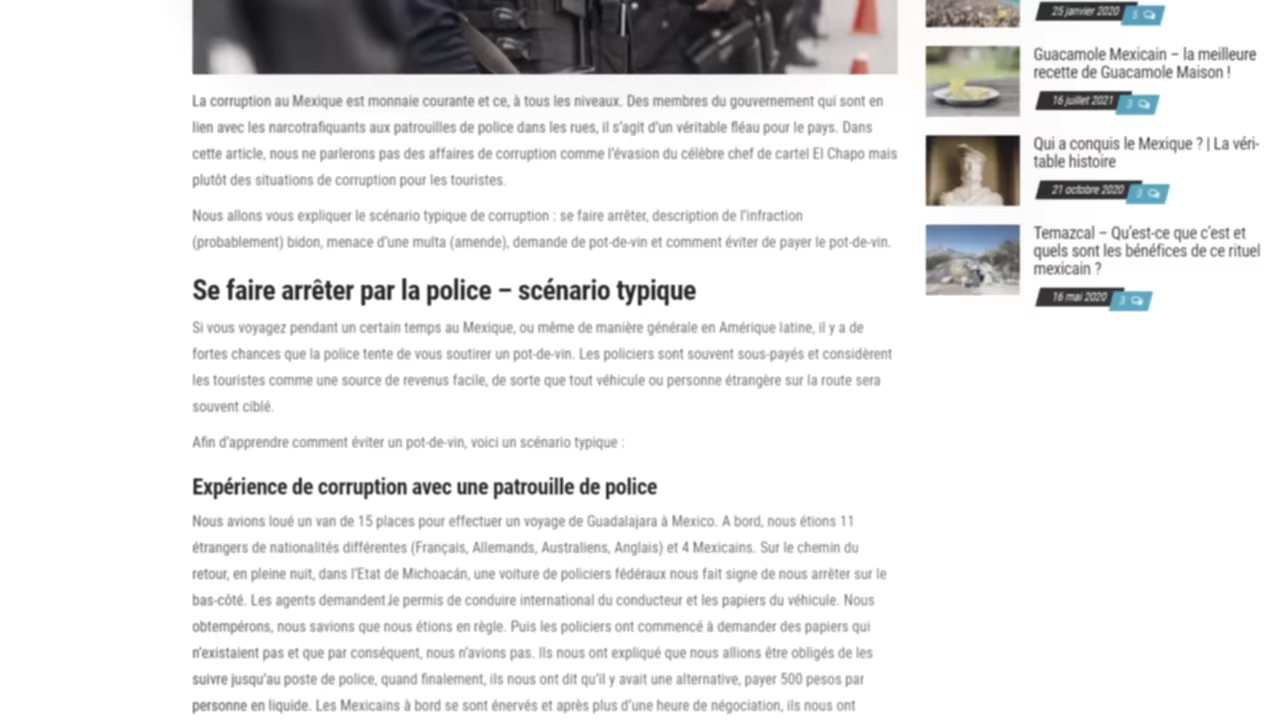 La corruption au Mexique est monnaie courante et ce, à tous les niveaux. Des membres du gouvernement qui sont en
lien avec les narcotrafiquants aux patrouilles de police dans les rues, il s'agit d'un véritable fléau pour le pays. Dans
cette article, nous ne parlerons pas des affaires de corruption comme l'évasion du célèbre chef de cartel El Chapo mais
plutôt des situations de corruption pour les touristes.
Nous allons vous expliquer le scénario typique de corruption : se faire arrêter, description de l'infraction
(probablement) bidon, menace d'une multa (amende), demande de pot-de-vin et comment éviter de payer le pot-de-vin.
Se faire arrêter par la police – scénario typique
Si vous voyagez pendant un certain temps au Mexique, ou même de manière générale en Amérique latine, il y a de
fortes chances que la police tente de vous soutirer un pot-de-vin. Les policiers sont souvent sous-payés et considèrent
les touristes comme une source de revenus facile, de sorte que tout véhicule ou personne étrangère sur la route sera
souvent ciblé.
Afin d'apprendre comment éviter un pot-de-vin, voici un scénario typique :
Expérience de corruption avec une patrouille de police
Nous avions loué un van de 15 places pour effectuer un voyage de Guadalajara à Mexico. A bord, nous étions 11
étrangers de nationalités différentes (Français, Allemands, Australiens, Anglais) et 4 Mexicains. Sur le chemin du
retour, en pleine nuit, dans l'Etat de Michoacán, une voiture de policiers fédéraux nous fait signe de nous arrêter sur le
bas-côté. Les agents demandent le permis de conduire international du conducteur et les papiers du véhicule. Nous
obtempérons, nous savions que nous étions en règle. Puis les policiers ont commencé à demander des papiers qui
n'existaient pas et que par conséquent, nous n'avions pas. Ils nous ont expliqué que nous allions être obligés de les
suivre jusqu'au poste de police, quand finalement, ils nous ont dit qu'il y avait une alternative, payer 500 pesos par
personne en liquide. Les Mexicains à bord se sont énervés et après plus d'une heure de négociation, ils nous ont
25 janvier 2020 5
Guacamole Mexicain – la meilleure
recette de Guacamole Maison !
16 juillet 2021 3
Qui a conquis le Mexique ? | La véri-
table histoire
21 octobre 2020 3
Temazcal – Qu'est-ce que c'est et
quels sont les bénéfices de ce rituel
mexicain ?
16 mai 2020 3